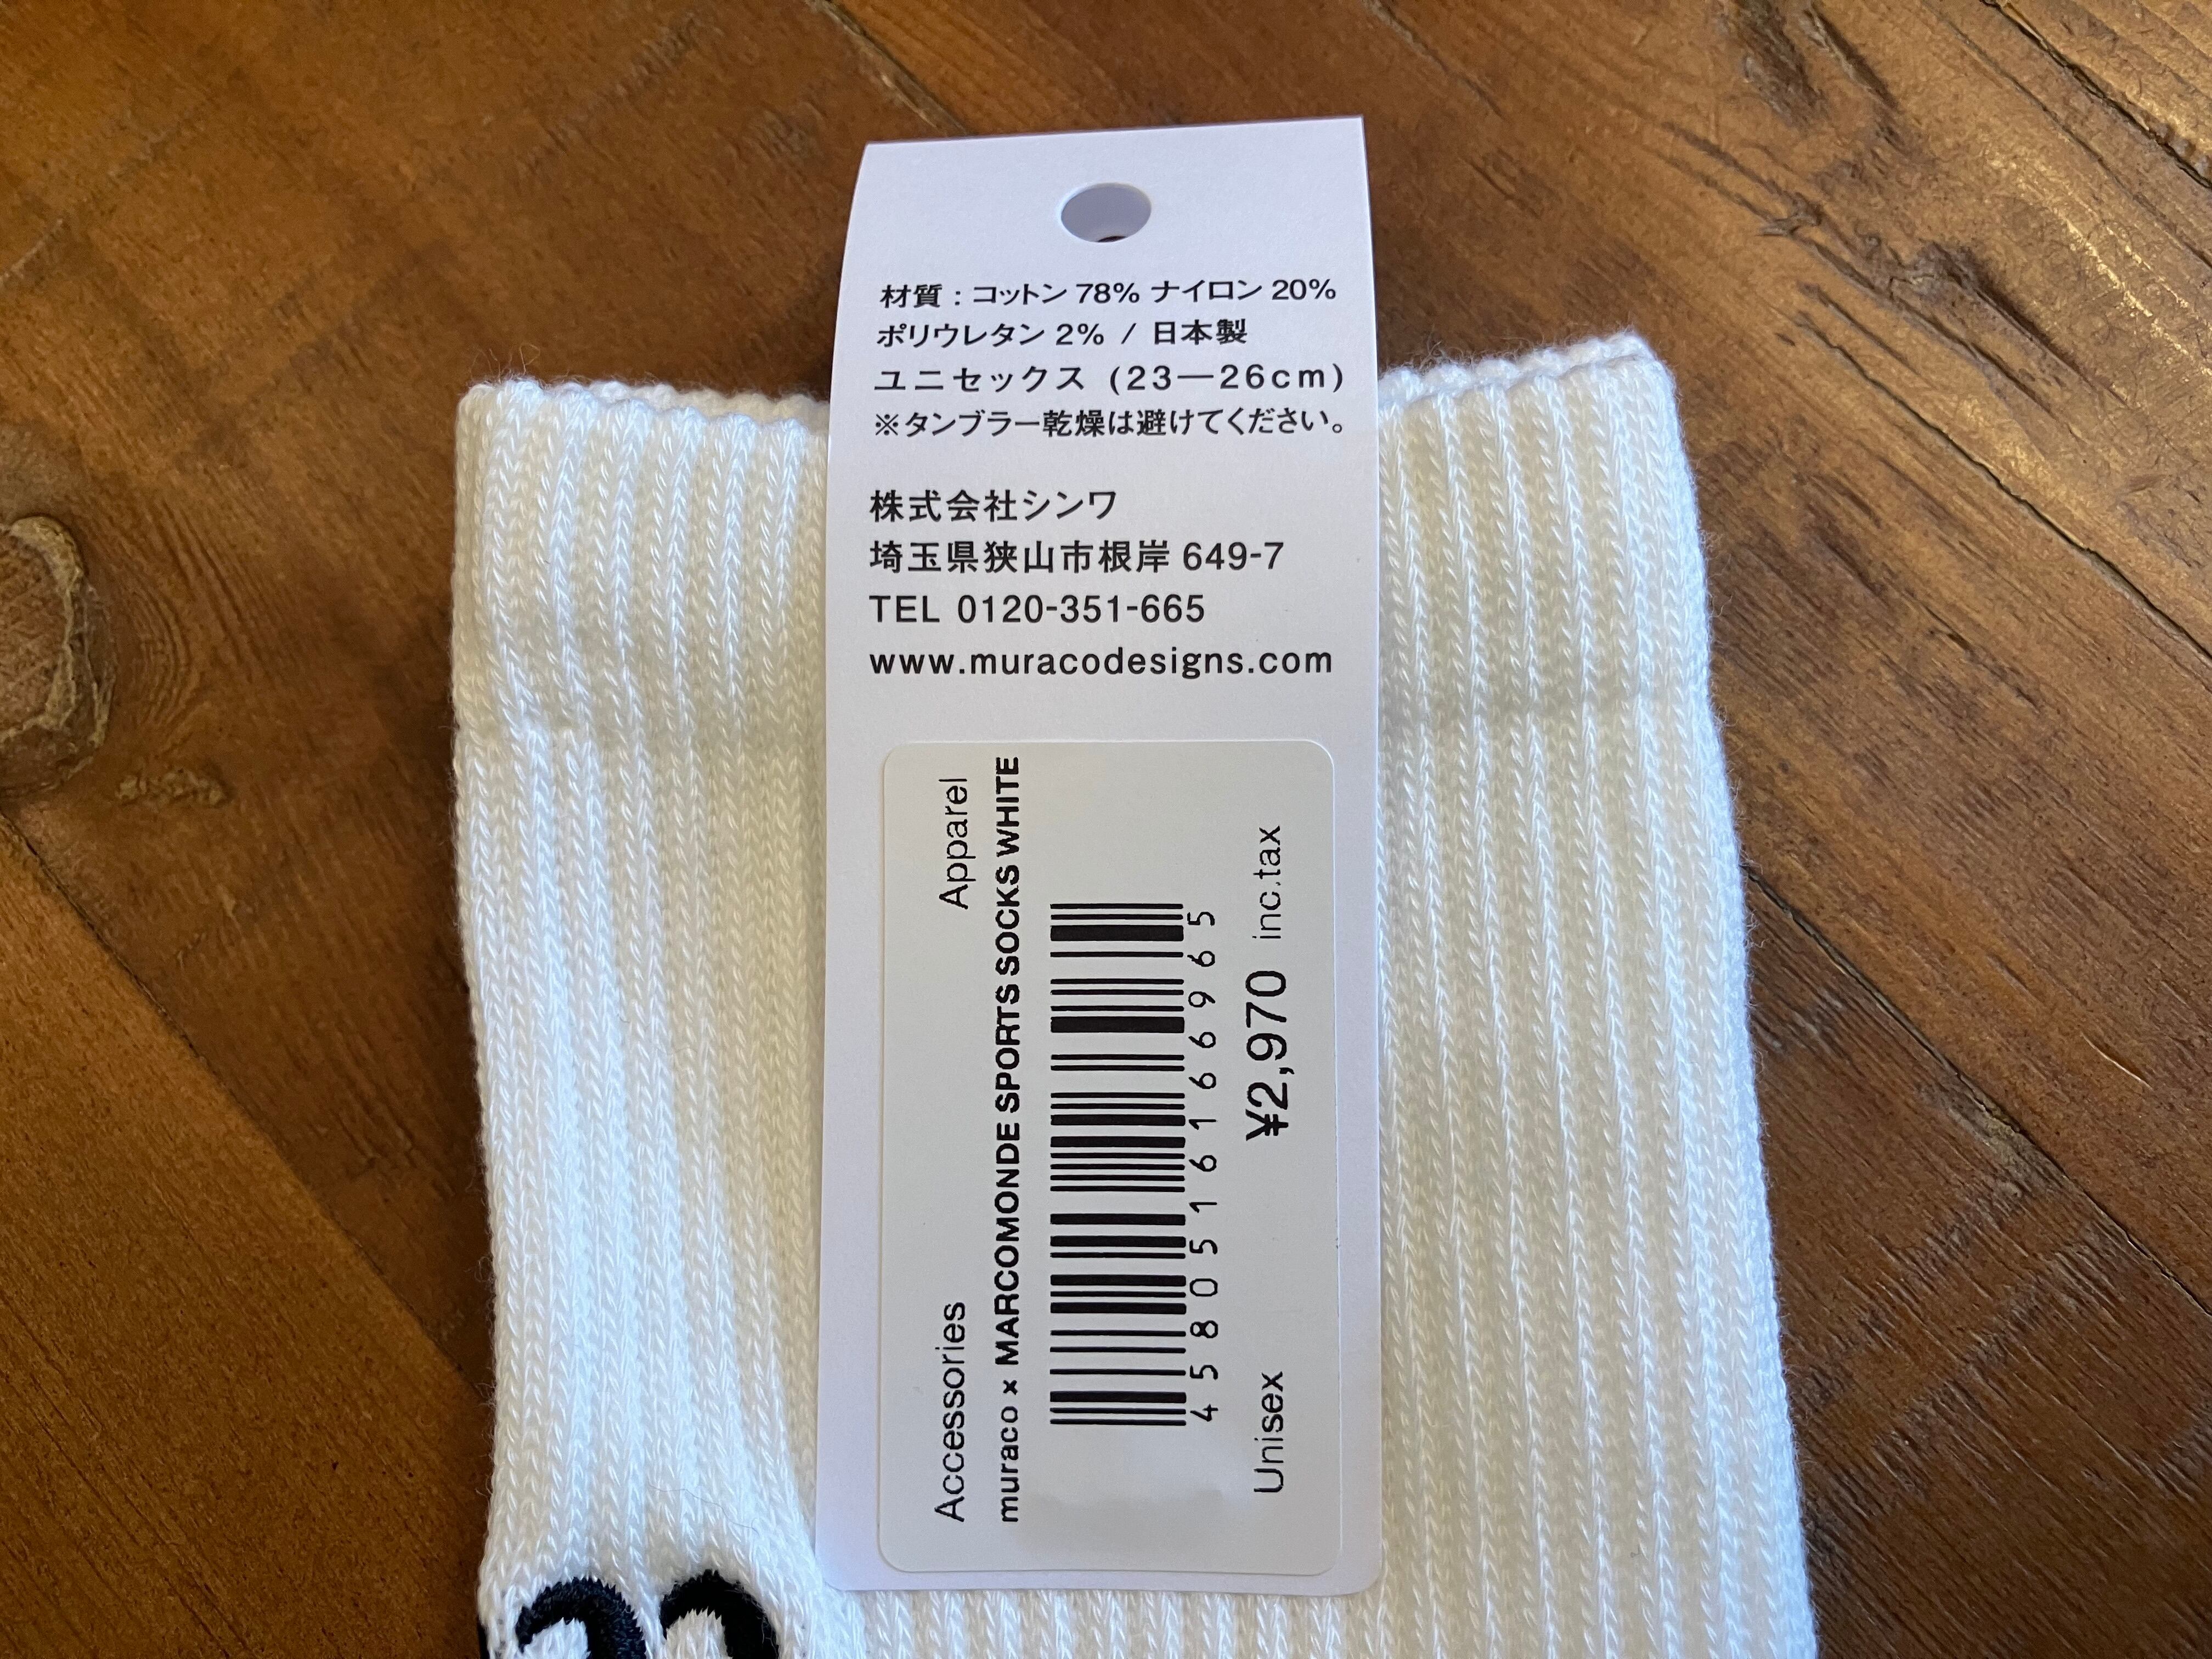 材質：コットン 78% ナイロン 20%
ポリウレタン 2% / 日本製
ユニセックス (23―26cm)
※タンブラー乾燥は避けてください。
株式会社シンワ
埼玉県狭山市根岸 649-7
TEL 0120-351-665
www.muracodesigns.com
Accessories Apparel
muraco × MARCOMONDE SPORTS SOCKS WHITE
4580516166965
Unisex ¥2,970 inc.tax